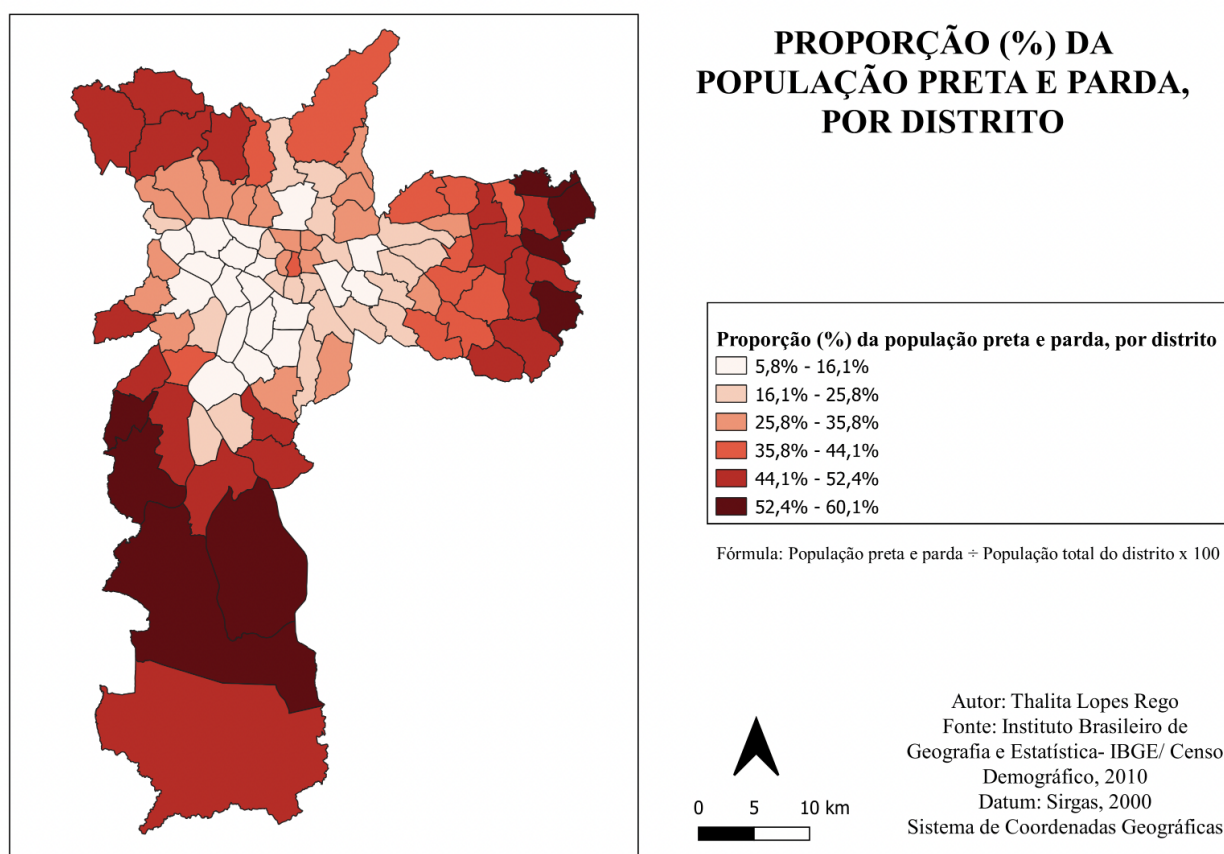 PROPORÇÃO (%) DA
POPULAÇÃO PRETA E PARDA,
POR DISTRITO
Proporção (%) da população preta e parda, por distrito
5,8% - 16,1%
16,1% - 25,8%
25,8% - 35,8%
35,8% - 44,1%
44,1% - 52,4%
52,4% - 60,1%
Fórmula: População preta e parda ÷ População total do distrito x 100
Autor: Thalita Lopes Rego
Fonte: Instituto Brasileiro de
Geografia e Estatística- IBGE/ Censo
Demográfico, 2010
Datum: Sirgas, 2000
Sistema de Coordenadas Geográficas
0 5 10 km